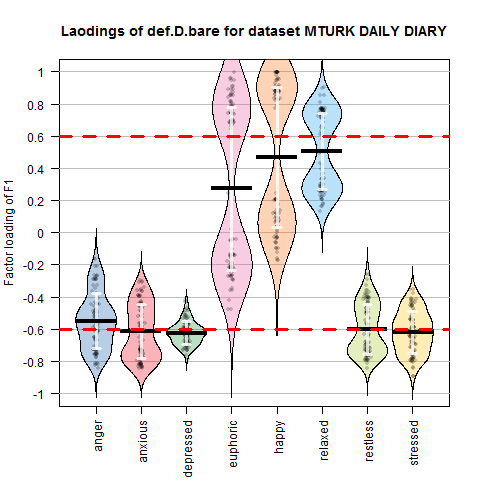 Laodings of def.D.bare for dataset MTURK DAILY DIARY
Factor loading of F1
1
0.8
0.6
0.4
0.2
0
-0.2
-0.4
-0.6
-0.8
-1
anger
anxious
depressed
euphoric
happy
relaxed
restless
stressed